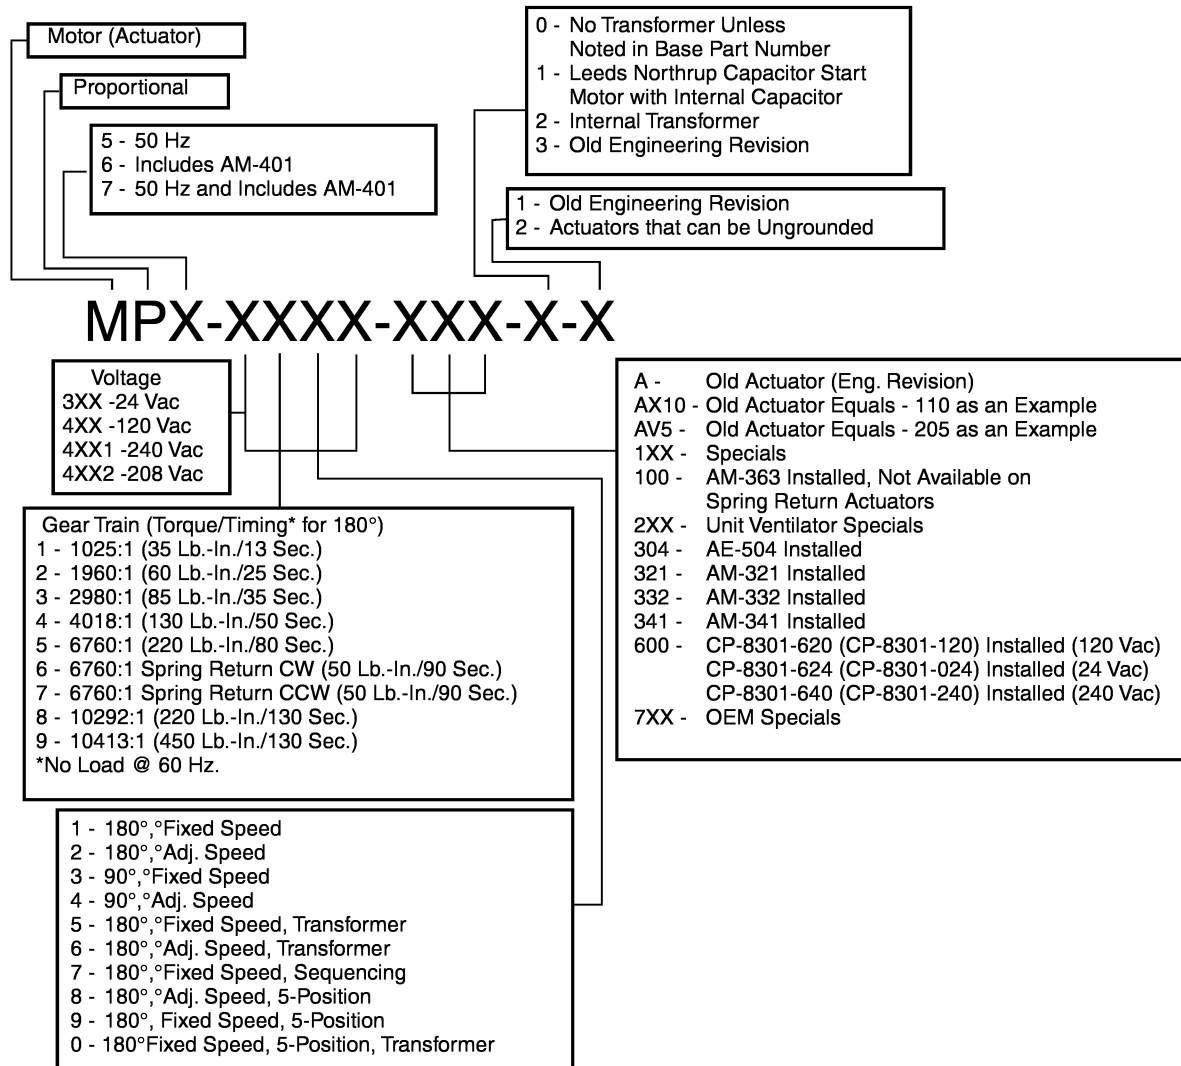 Motor (Actuator)
Proportional
5 - 50 Hz
6 - Includes AM-401
7 - 50 Hz and Includes AM-401
0 - No Transformer Unless
Noted in Base Part Number
1 - Leeds Northrup Capacitor Start
Motor with Internal Capacitor
2 - Internal Transformer
3 - Old Engineering Revision
1 - Old Engineering Revision
2 - Actuators that can be Ungrounded
MPX-XXXX-XXX-X-X
Voltage
3XX -24 Vac
4XX -120 Vac
4XX1 -240 Vac
4XX2 -208 Vac
Gear Train (Torque/Timing* for 180°)
1 - 1025:1 (35 Lb.-In./13 Sec.)
2 - 1960:1 (60 Lb.-In./25 Sec.)
3 - 2980:1 (85 Lb.-In./35 Sec.)
4 - 4018:1 (130 Lb.-In./50 Sec.)
5 - 6760:1 (220 Lb.-In./80 Sec.)
6 - 6760:1 Spring Return CW (50 Lb.-In./90 Sec.)
7 - 6760:1 Spring Return CCW (50 Lb.-In./90 Sec.)
8 - 10292:1 (220 Lb.-In./130 Sec.)
9 - 10413:1 (450 Lb.-In./130 Sec.)
*No Load @ 60 Hz.
1 - 180°,°Fixed Speed
2 - 180°,°Adj. Speed
3 - 90°,°Fixed Speed
4 - 90°,°Adj. Speed
5 - 180°,°Fixed Speed, Transformer
6 - 180°,°Adj. Speed, Transformer
7 - 180°,°Fixed Speed, Sequencing
8 - 180°,°Adj. Speed, 5-Position
9 - 180°, Fixed Speed, 5-Position
0 - 180°Fixed Speed, 5-Position, Transformer
A - Old Actuator (Eng. Revision)
AX10 - Old Actuator Equals - 110 as an Example
AV5 - Old Actuator Equals - 205 as an Example
1XX - Specials
100 - AM-363 Installed, Not Available on
Spring Return Actuators
2XX - Unit Ventilator Specials
304 - AE-504 Installed
321 - AM-321 Installed
332 - AM-332 Installed
341 - AM-341 Installed
600 - CP-8301-620 (CP-8301-120) Installed (120 Vac)
CP-8301-624 (CP-8301-024) Installed (24 Vac)
CP-8301-640 (CP-8301-240) Installed (240 Vac)
7XX - OEM Specials